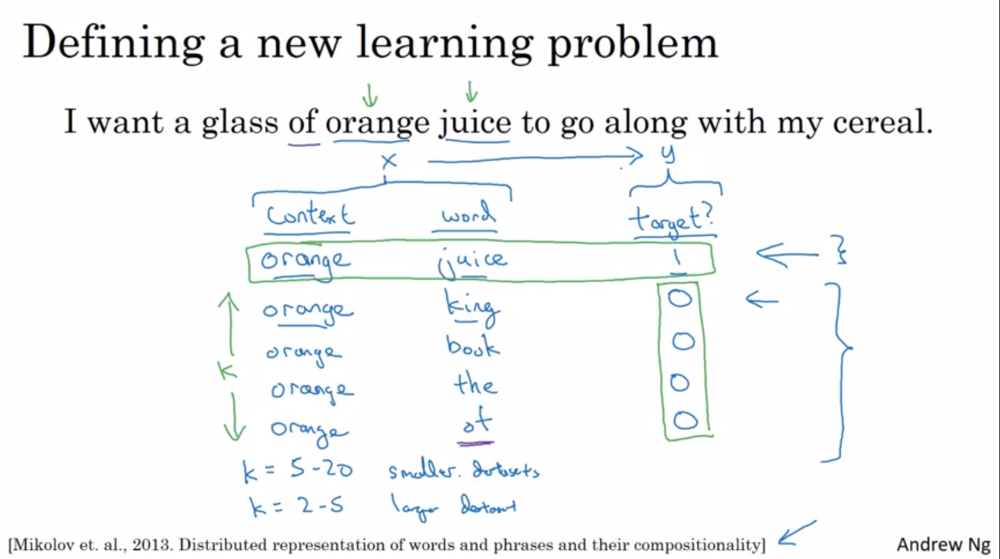 Defining a new learning problem
I want a glass of orange juice to go along with my cereal.
x y
context word target?
orange juice 1
orange king 0
orange book 0
k
orange the 0
orange of 0
k = 5-20 smaller. datasets
k = 2-5 larger dataset
[Mikolov et. al., 2013. Distributed representation of words and phrases and their compositionality]
Andrew Ng